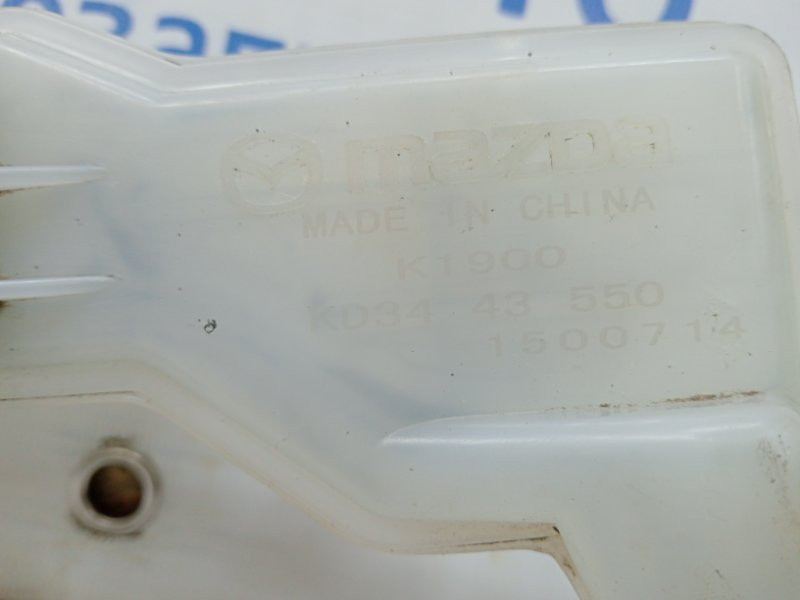 mazda
MADE IN CHINA
K1900
KD34 43 550
1500714